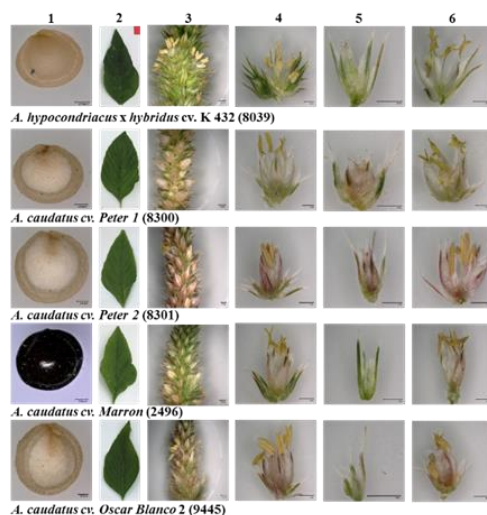 1 2 3 4 5 6
A. hypocondriacus x hybridus cv. K 432 (8039)
A. caudatus cv. Peter 1 (8300)
A. caudatus cv. Peter 2 (8301)
A. caudatus cv. Marron (2496)
A. caudatus cv. Oscar Blanco 2 (9445)